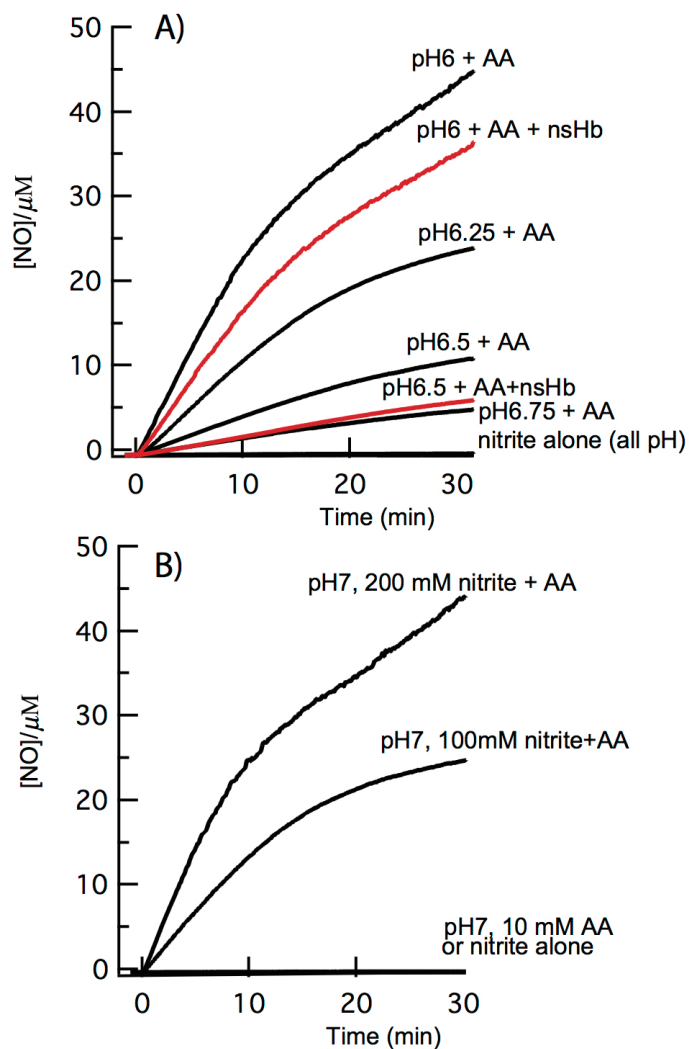 A)
50
40
30
20
10
0
[NO]/μM
pH6 + AA
pH6 + AA + nsHb
pH6.25 + AA
pH6.5 + AA
pH6.5 + AA+nsHb
pH6.75 + AA
nitrite alone (all pH)
0 10 20 30
Time (min)
B)
50
40
30
20
10
0
[NO]/μM
pH7, 200 mM nitrite + AA
pH7, 100mM nitrite+AA
pH7, 10 mM AA
or nitrite alone
0 10 20 30
Time (min)